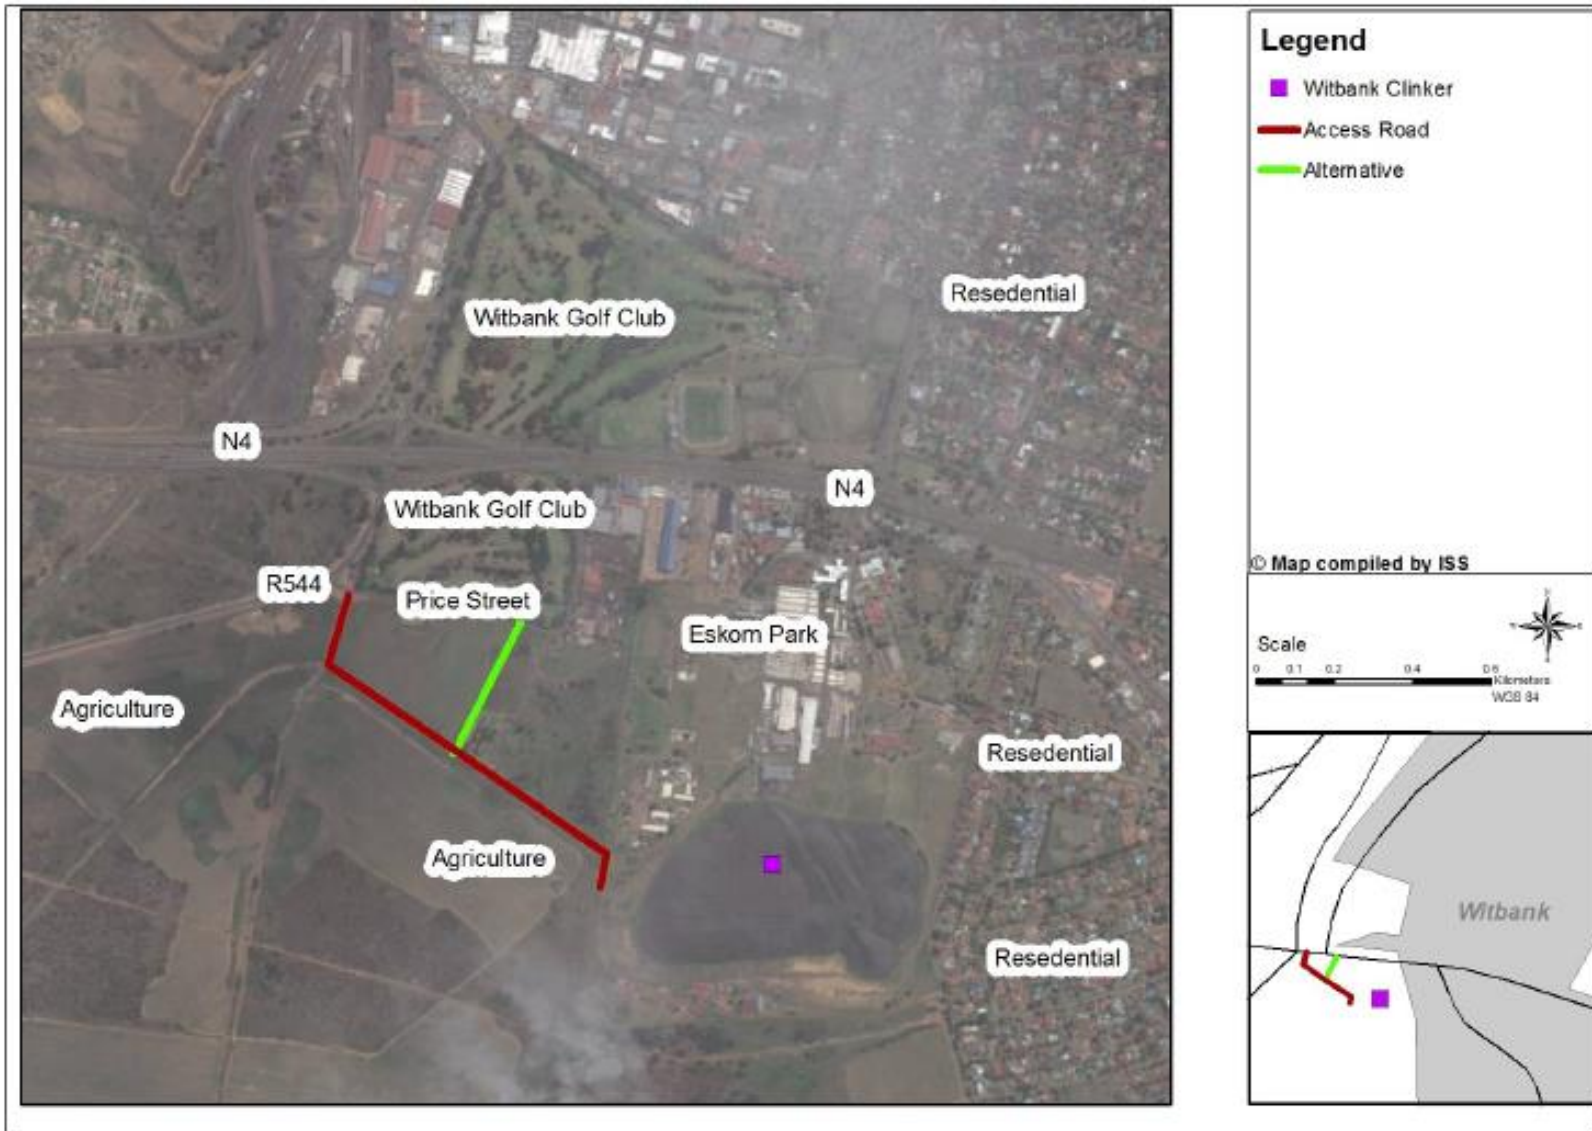 Legend
Witbank Clinker
Access Road
Alternative
Resedential
Witbank Golf Club
N4
N4
Witbank Golf Club
R544
Price Street
Eskom Park
Agriculture
Resedential
Agriculture
Resedential
© Map compiled by ISS
Scale
0 0.1 0.2 0.4 0.6
Kilometers
WGS 84
Witbank